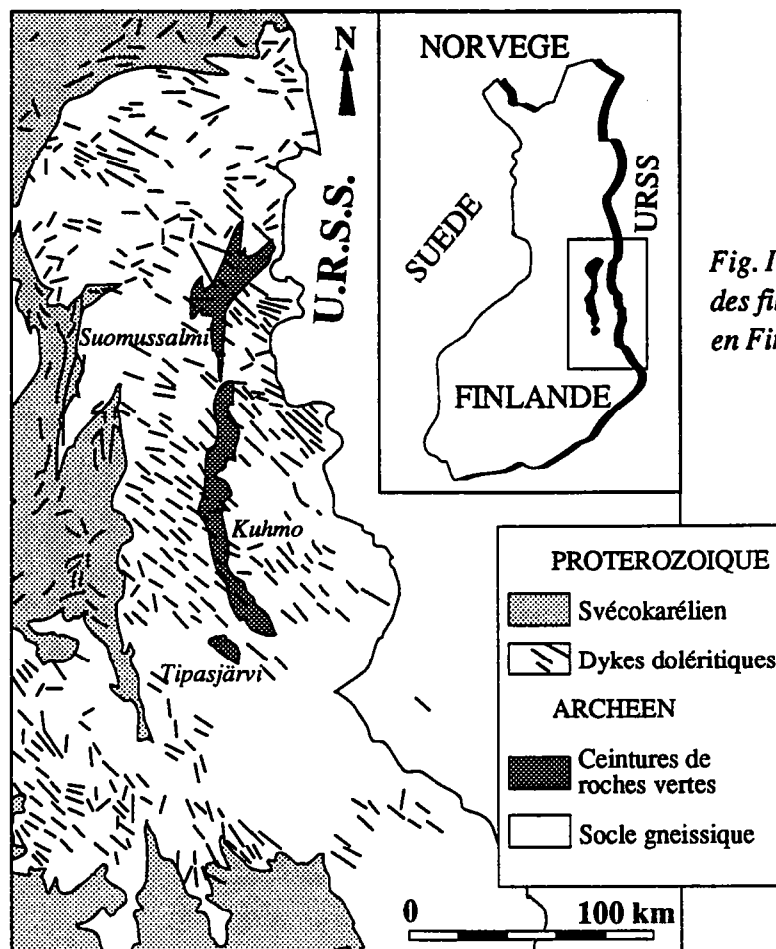 N
U.R.S.S.
Suomussalmi
Kuhmo
Tipasjärvi
NORVEGE
SUEDE
URSS
FINLANDE
Fig. I
des fi
en Fi
PROTEROZOIQUE
Svécokarélien
Dykes doléritiques
ARCHEEN
Ceintures de
roches vertes
Socle gneissique
0 100 km